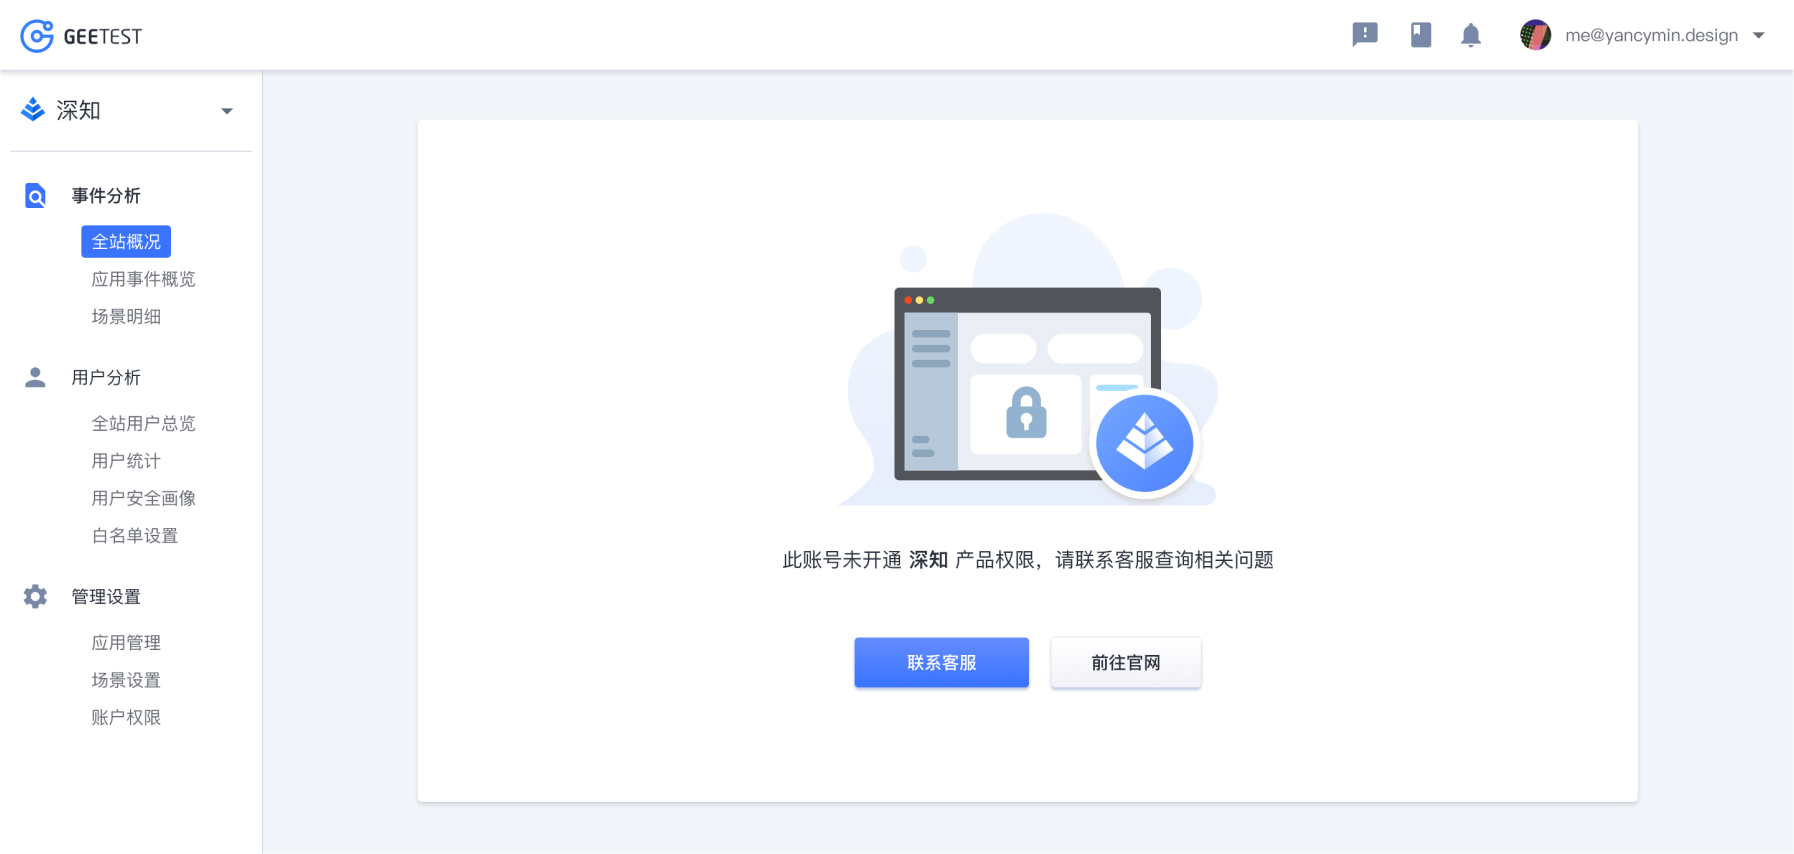 GEETEST
me@yancymin.design
深知
事件分析
全站概况
应用事件概览
场景明细
用户分析
全站用户总览
用户统计
用户安全画像
白名单设置
管理设置
应用管理
场景设置
账户权限
此账号未开通 深知 产品权限，请联系客服查询相关问题
联系客服
前往官网